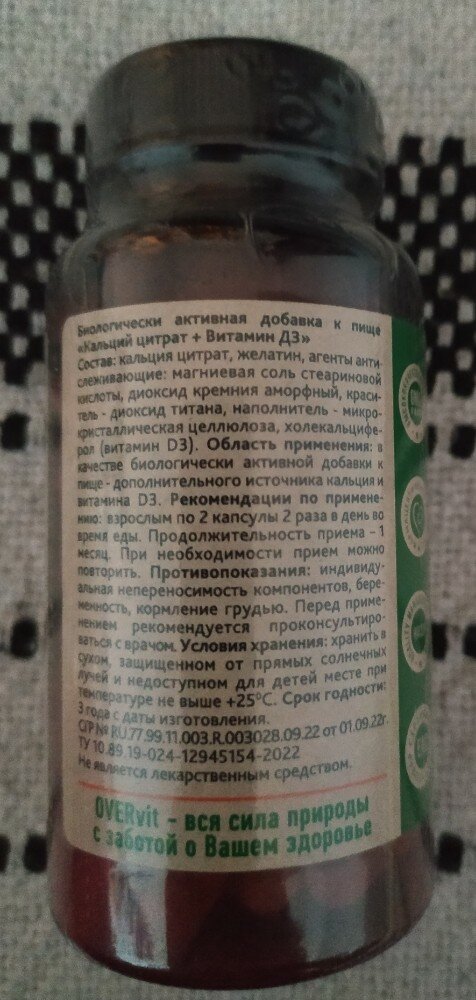 Биологически активная добавка к пище
«Кальций цитрат + Витамин Д3»
Состав: кальция цитрат, желатин, агенты анти-
слеживающие: магниевая соль стеариновой
кислоты, диоксид кремния аморфный, краси-
тель - диоксид титана, наполнитель - микро-
кристаллическая целлюлоза, холекальцифе-
рол (витамин D3). Область применения: в
качестве биологически активной добавки к
пище - дополнительного источника кальция и
витамина D3. Рекомендации по примене-
нию: взрослым по 2 капсулы 2 раза в день во
время еды. Продолжительность приема - 1
месяц. При необходимости прием можно
повторить. Противопоказания: индивиду-
альная непереносимость компонентов, бере-
менность, кормление грудью. Перед приме-
нением рекомендуется проконсультиро-
ваться с врачом. Условия хранения: хранить в
сухом, защищенном от прямых солнечных
лучей и недоступном для детей месте при
температуре не выше +25°С. Срок годности:
3 года с даты изготовления.
СГР № RU.77.99.11.003.R.003028.09.22 от 01.09.22г.
ТУ 10.89.19-024-12945154-2022
Не является лекарственным средством.
OVERvit - вся сила природы
с заботой о Вашем здоровье